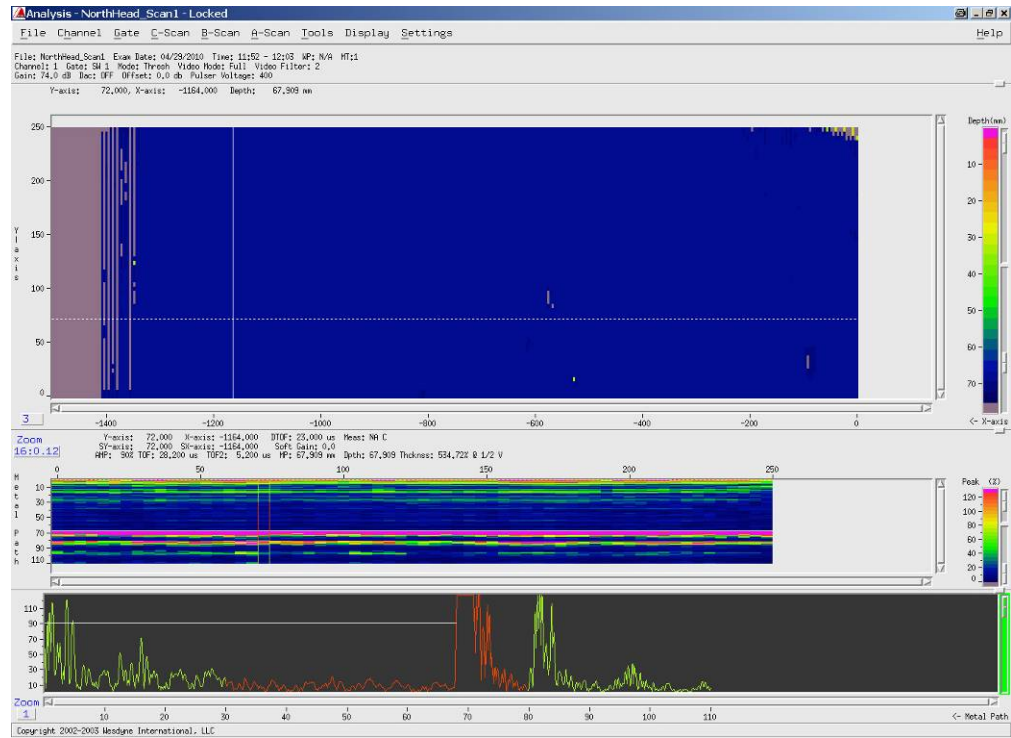 Analysis - NorthHead_Scan1 - Locked
File Channel Gate C-Scan B-Scan A-Scan Tools Display Settings Help
File: NorthHead_Scan1 Exam Date: 04/29/2010 Time: 11:52 - 12:03 WP: N/A MT:1
Channel: 1 Gate: SW 1 Mode: Thresh Video Mode: Full Video Filter: 2
Gain: 74.0 dB Dac: OFF Offset: 0.0 db Pulser Voltage: 400
Y-axis: 72.000, X-axis: -1164.000 Depth: 67.909 mm
Depth(mm)
250
200
150
100
50
0
Y axis
10
20
30
40
50
60
70
3
-1400 -1200 -1000 -800 -600 -400 -200 0
<- X-axis
Zoom
16:0.12
Y-axis: 72.000 X-axis: -1164.000 DTOF: 23.000 us Meas: NA C
SY-axis: 72.000 SX-axis: -1164.000 Soft Gain: 0.0
AMP: 90% TOF: 28.200 us TOF2: 5.200 us MP: 67.909 mm Dpth: 67.909 Thcknss: 534.72% @ 1/2 V
0 50 100 150 200 250
Metal Path
10
30
50
70
90
110
Peak (%)
120
100
80
60
40
20
0
110
90
70
50
30
10
Zoom
1
10 20 30 40 50 60 70 80 90 100 110
<- Metal Path
Copyright 2002-2003 Wesdyne International, LLC